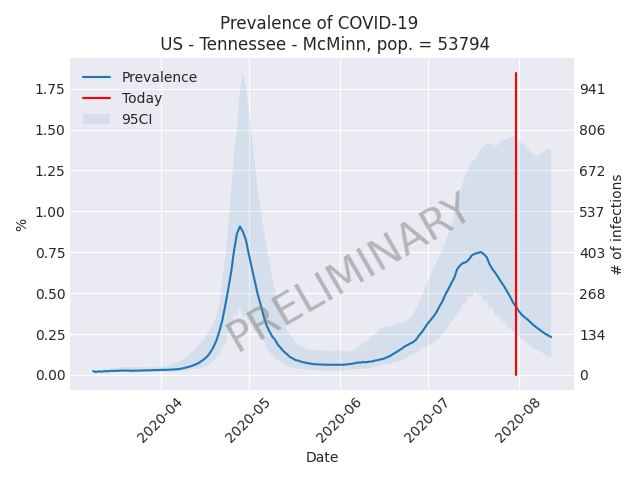 Prevalence of COVID-19
US - Tennessee - McMinn, pop. = 53794
Prevalence
Today
95CI
1.75
1.50
1.25
1.00
0.75
0.50
0.25
0.00
%
941
806
672
537
403
268
134
0
# of infections
PRELIMINARY
2020-04
2020-05
2020-06
2020-07
2020-08
Date